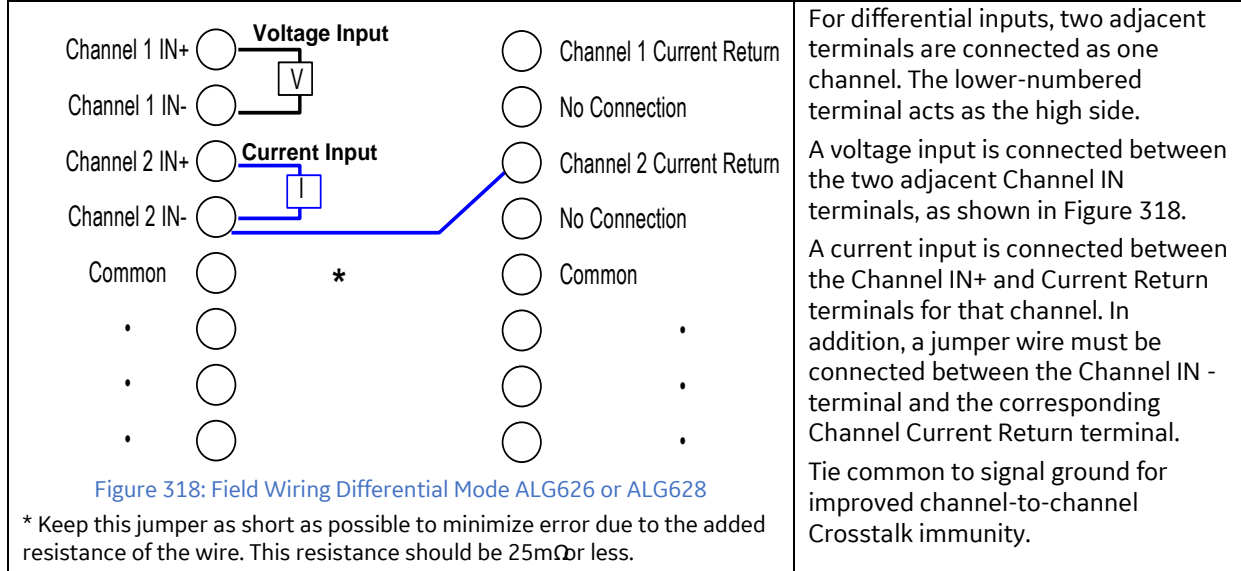 Voltage Input
Channel 1 IN+
V
Channel 1 Current Return
Channel 1 IN-
No Connection
Channel 2 IN+
Current Input
I
Channel 2 Current Return
Channel 2 IN-
No Connection
Common
*
Common
• •
• •
• •
Figure 318: Field Wiring Differential Mode ALG626 or ALG628
* Keep this jumper as short as possible to minimize error due to the added
resistance of the wire. This resistance should be 25mΩor less.
For differential inputs, two adjacent
terminals are connected as one
channel. The lower-numbered
terminal acts as the high side.
A voltage input is connected between
the two adjacent Channel IN
terminals, as shown in Figure 318.
A current input is connected between
the Channel IN+ and Current Return
terminals for that channel. In
addition, a jumper wire must be
connected between the Channel IN -
terminal and the corresponding
Channel Current Return terminal.
Tie common to signal ground for
improved channel-to-channel
Crosstalk immunity.